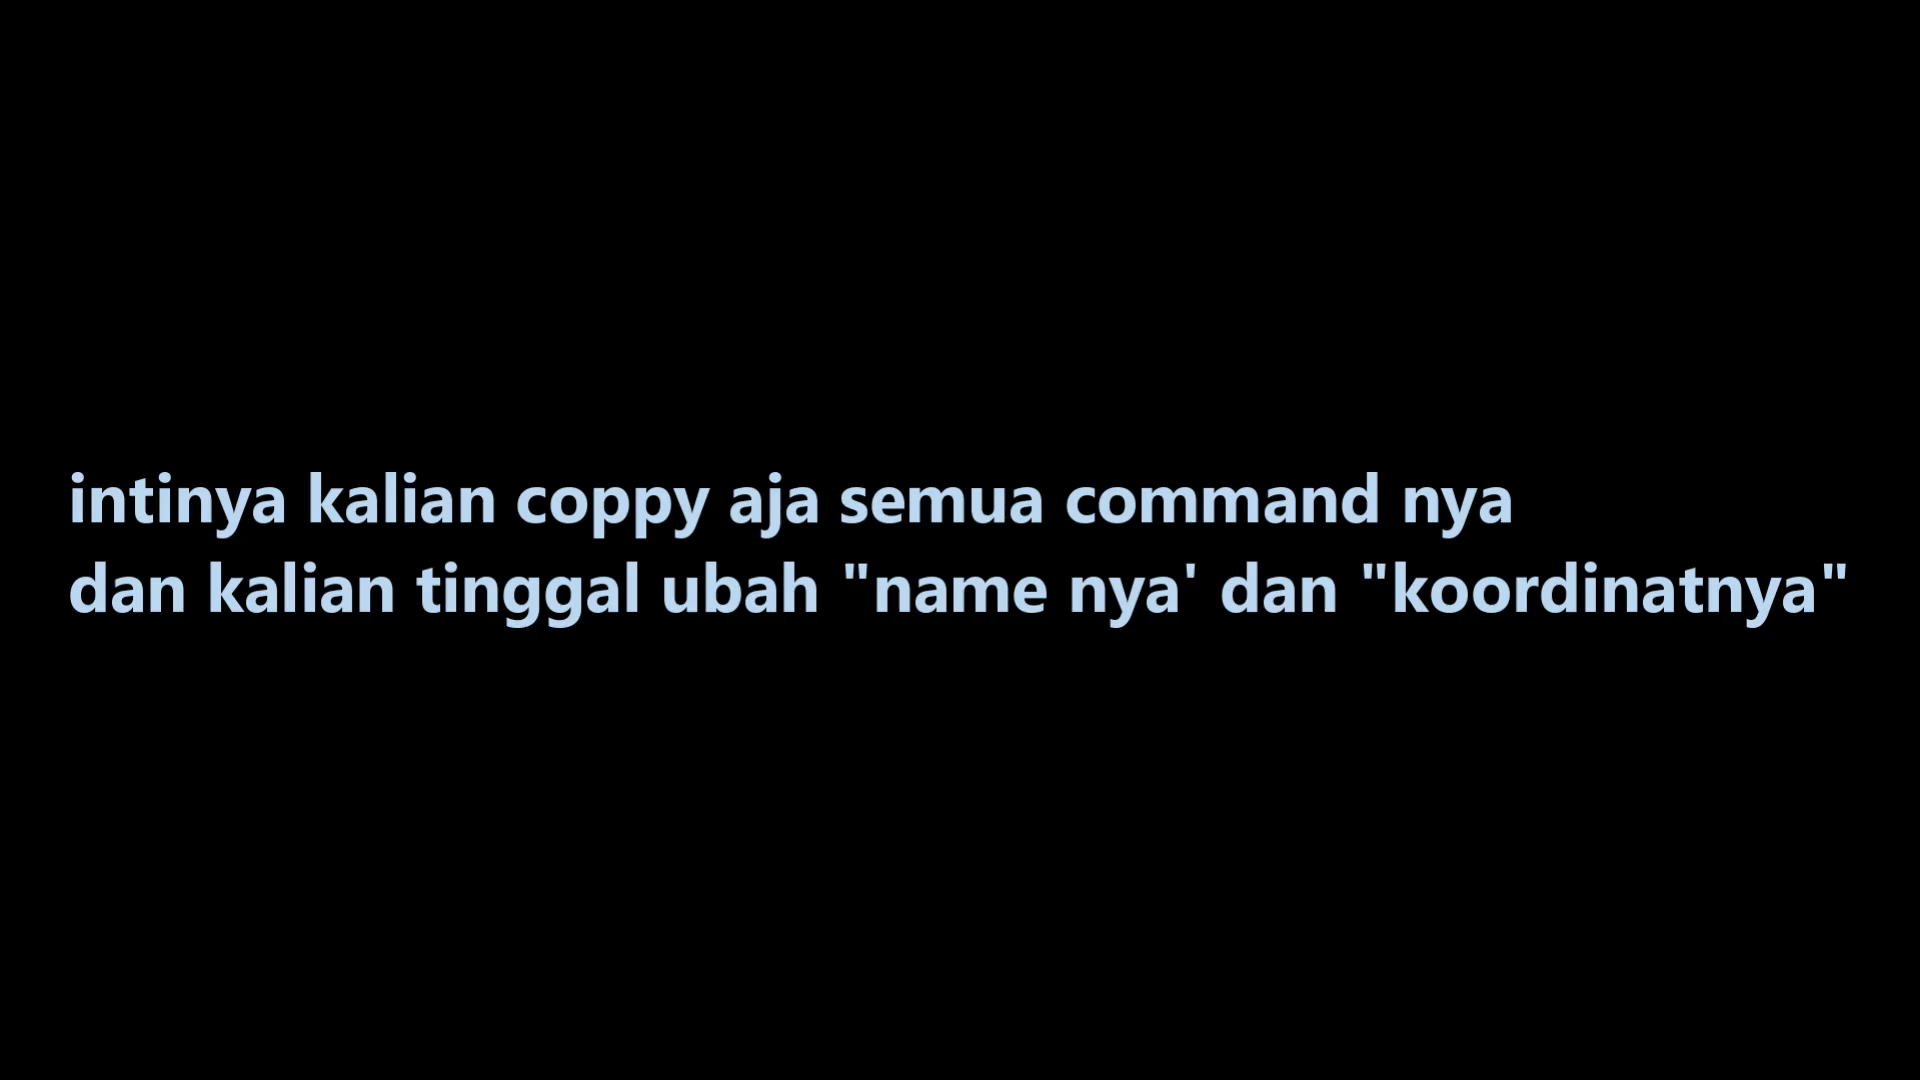 intinya kalian coppy aja semua command nya
dan kalian tinggal ubah "name nya' dan "koordinatnya"